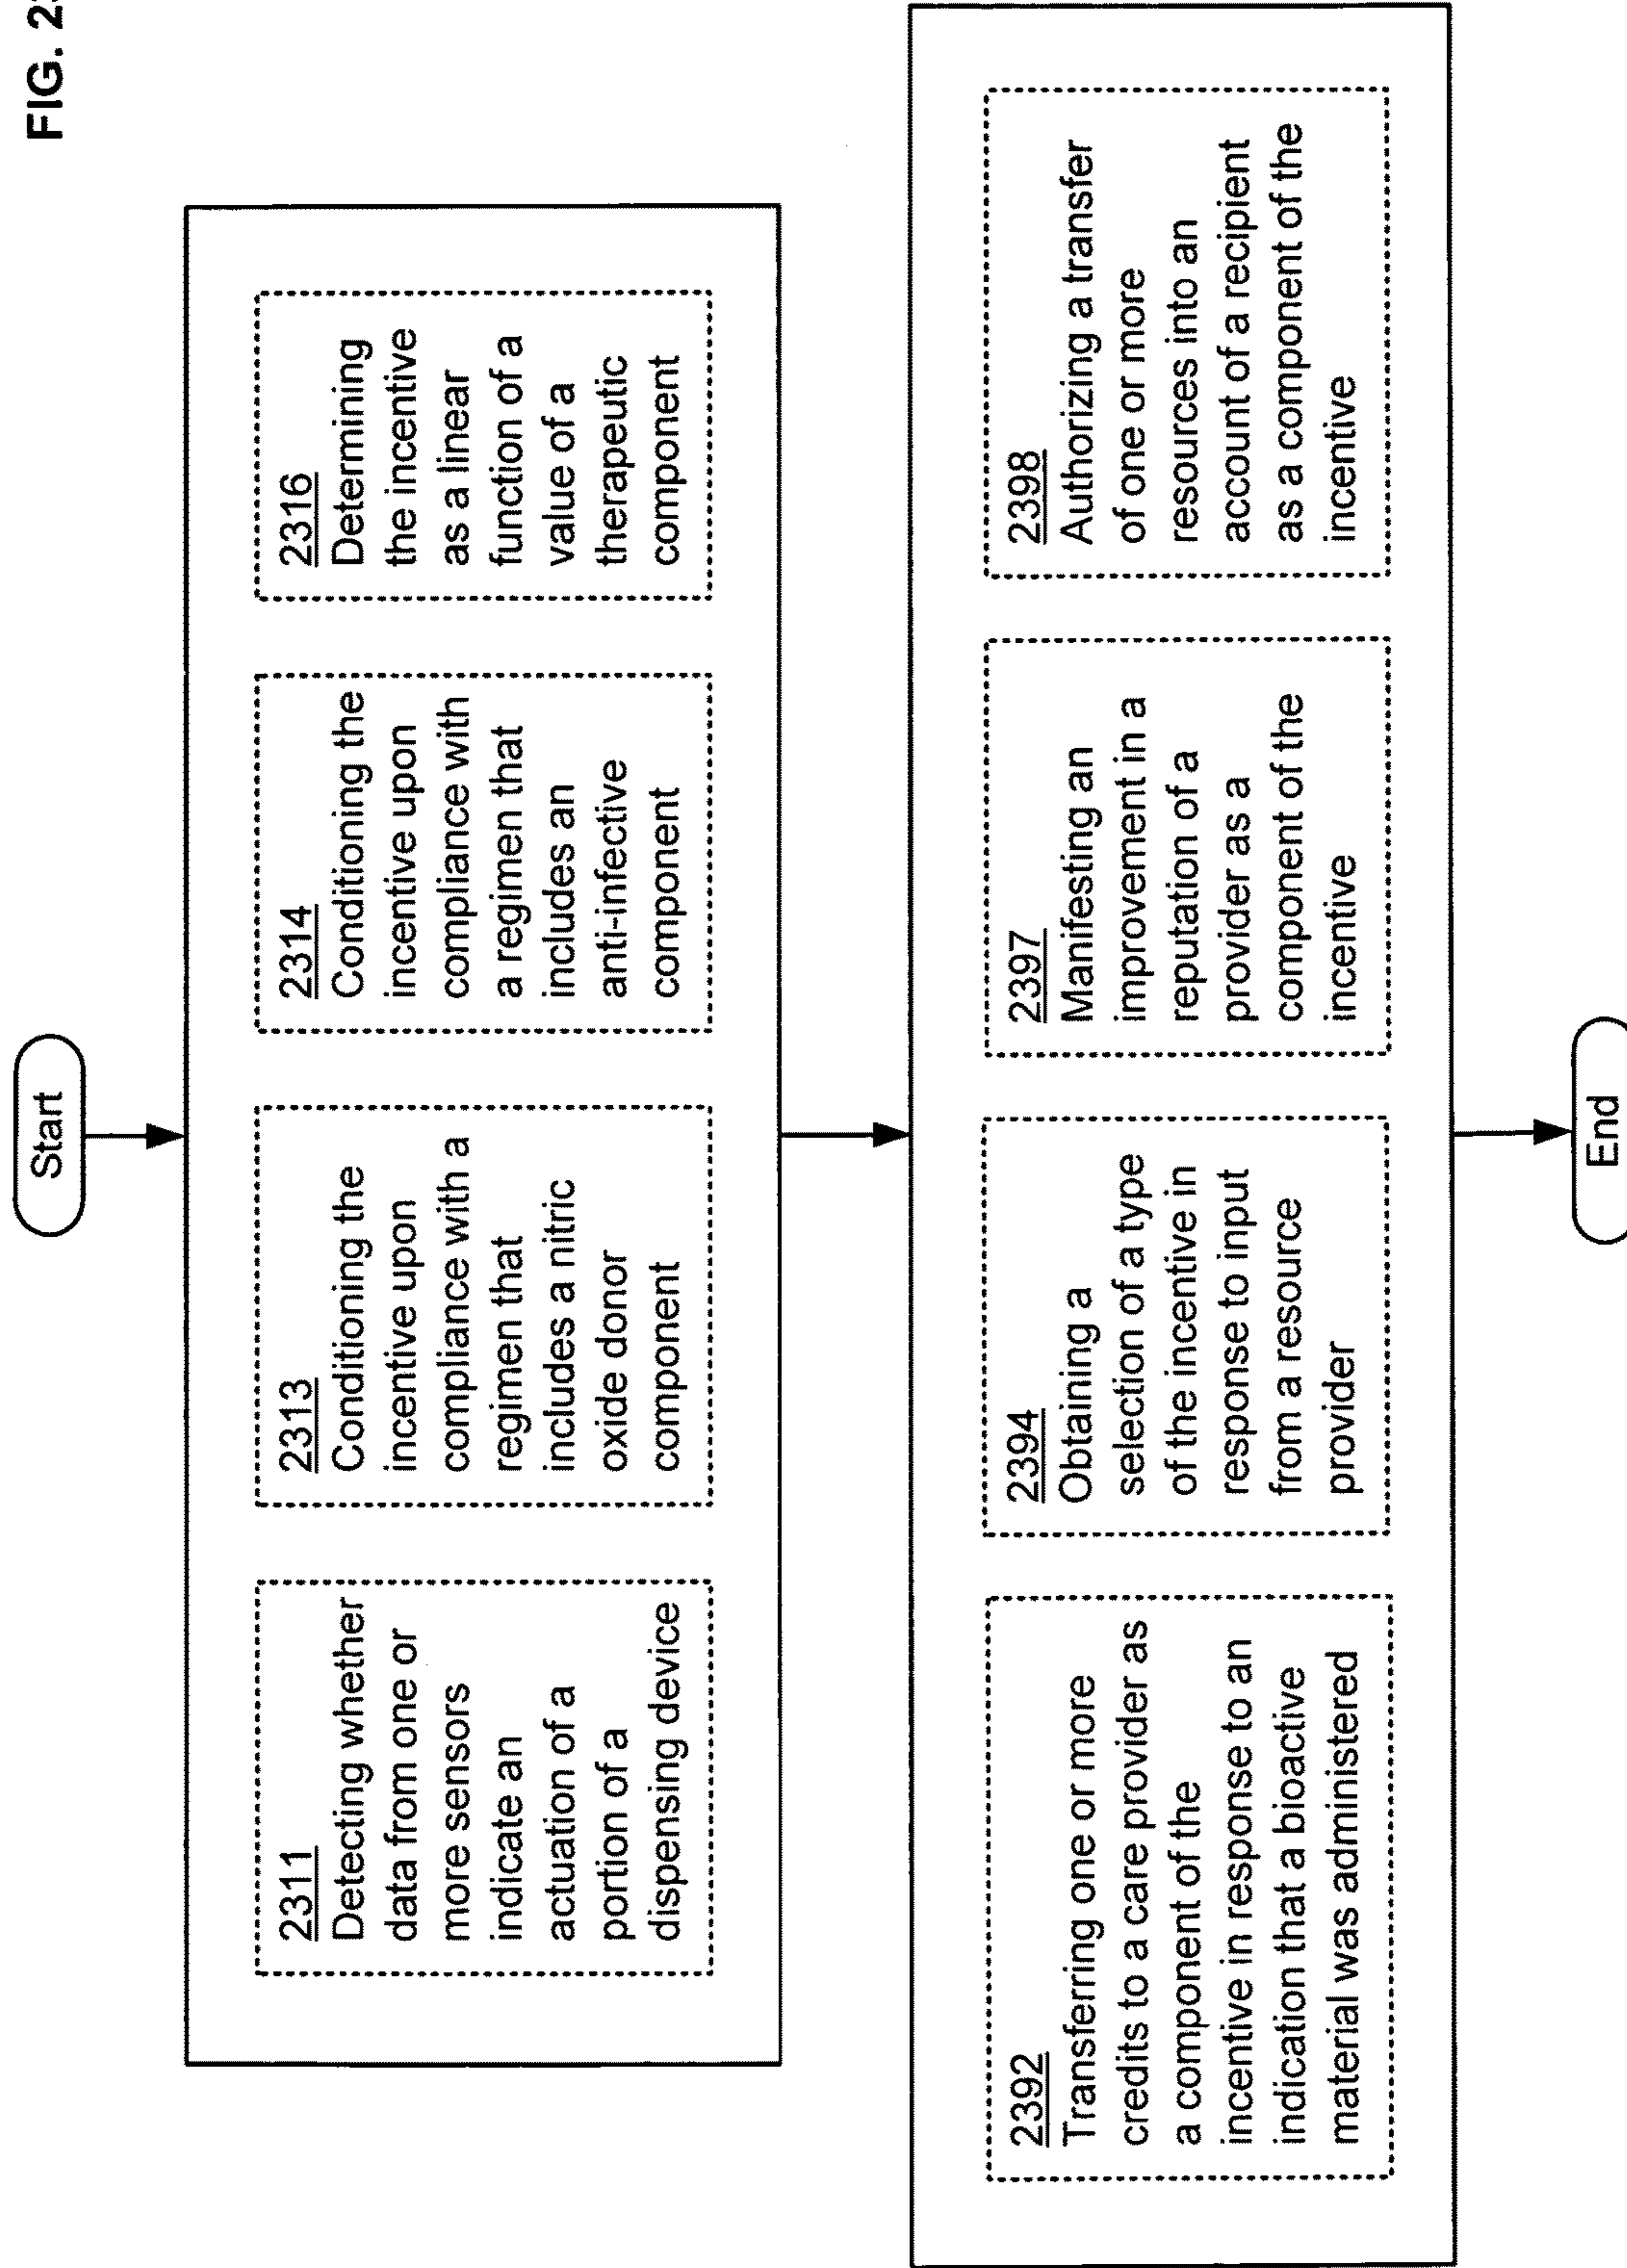 FIG. 23
Start
2311
Detecting whether
data from one or
more sensors
indicate an
actuation of a
portion of a
dispensing device
2313
Conditioning the
incentive upon
compliance with a
regimen that
includes a nitric
oxide donor
component
2314
Conditioning the
incentive upon
compliance with
a regimen that
includes an
anti-infective
component
2316
Determining
the incentive
as a linear
function of a
value of a
therapeutic
component
2392
Transferring one or more
credits to a care provider as
a component of the
incentive in response to an
indication that a bioactive
material was administered
2394
Obtaining a
selection of a type
of the incentive in
response to input
from a resource
provider
2397
Manifesting an
improvement in a
reputation of a
provider as a
component of the
incentive
2398
Authorizing a transfer
of one or more
resources into an
account of a recipient
as a component of the
incentive
End